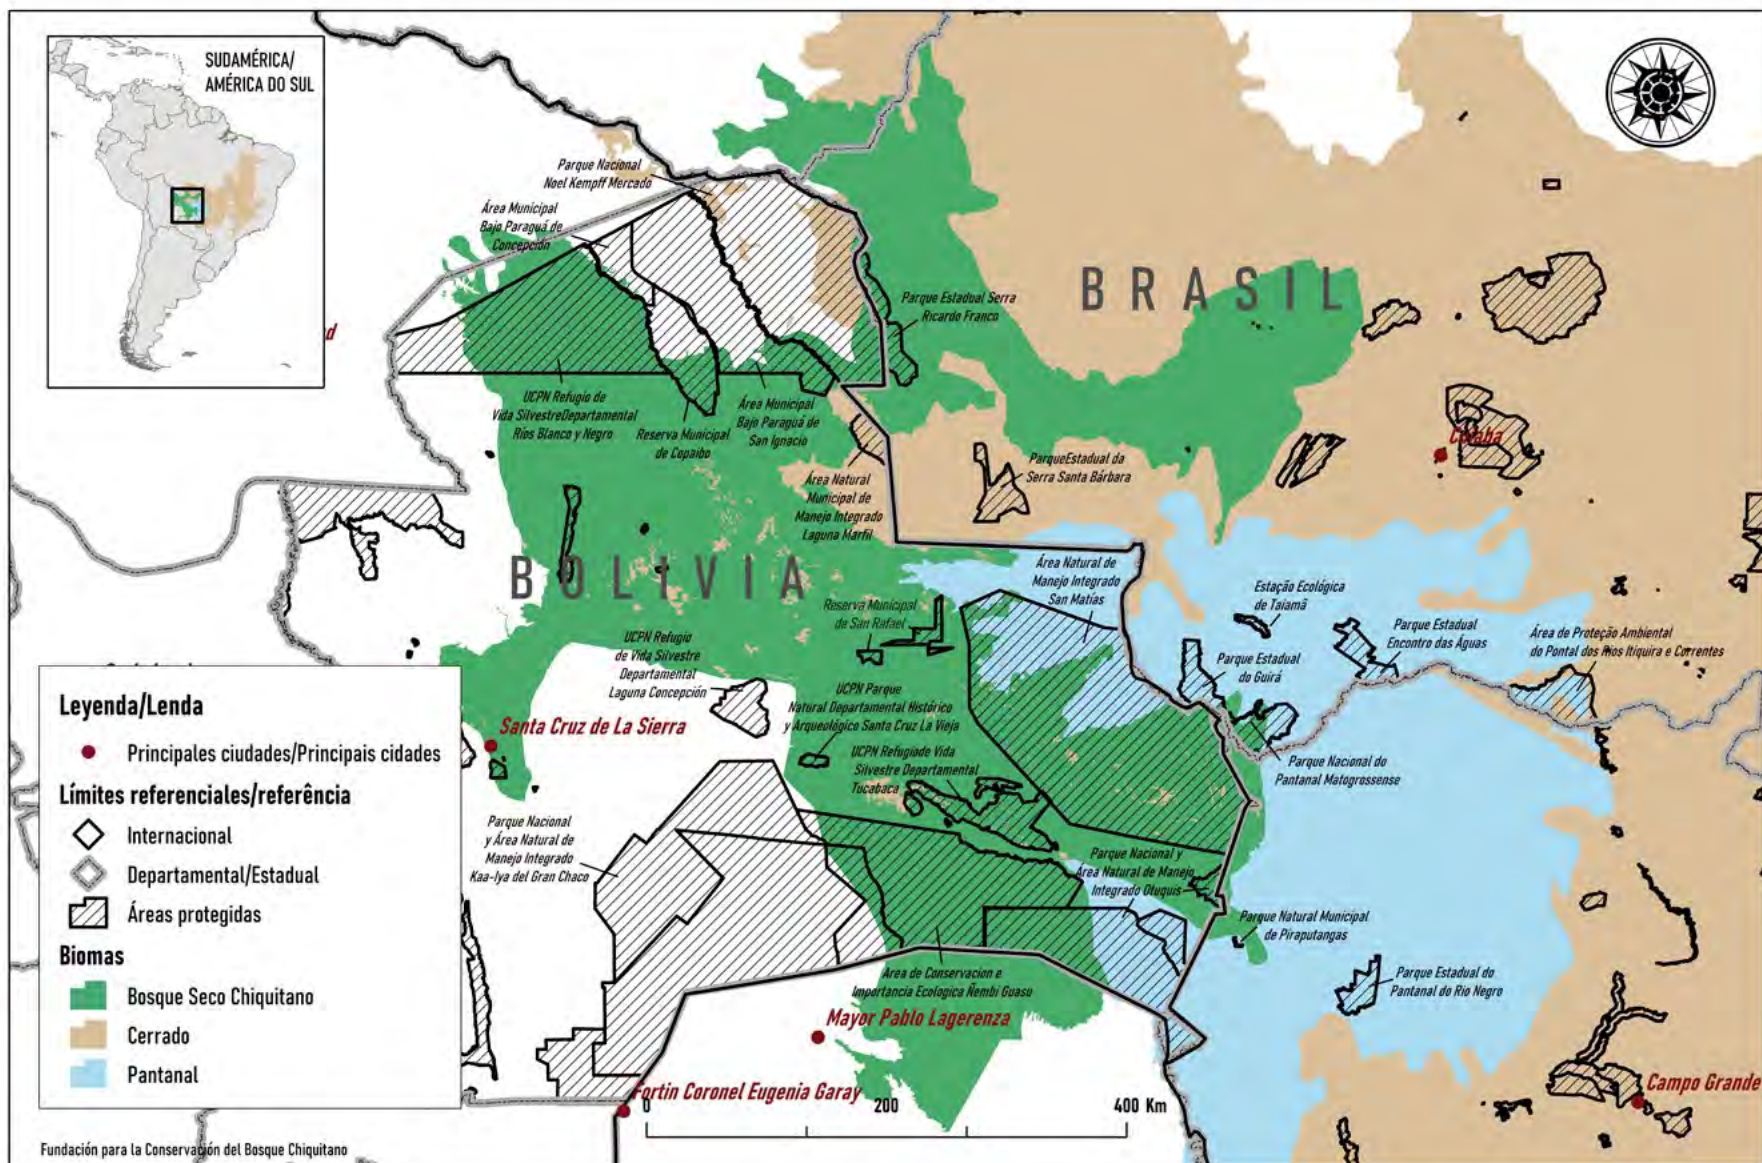 SUDAMÉRICA/
AMÉRICA DO SUL
Parque Nacional
Noel Kempff Mercado
Área Municipal
Bajo Paraguá de
Concepción
BRASIL
Parque Estadual Serra
Ricardo Franco
UCPN Refugio de
Vida SilvestreDepartamental
Ríos Blanco y Negro
Reserva Municipal
de Copaibo
Área Municipal
Bajo Paraguá de
San Ignacio
Área Natural
Municipal de
Manejo Integrado
Laguna Marfil
ParqueEstadual da
Serra Santa Bárbara
BOLIVIA
Área Natural de
Manejo Integrado
San Matías
Reserva Municipal
de San Rafael
Estação Ecológica
de Taiamã
Parque Estadual
Encontro das Águas
Área de Proteção Ambiental
do Pontal dos Rios Itiquira e Correntes
Parque Estadual
do Guirá
UCPN Refugio
de Vida Silvestre
Departamental
Laguna Concepción
UCPN Parque
Natural Departamental Histórico
y Arqueológico Santa Cruz La Vieja
Santa Cruz de La Sierra
UCPN Refugiode Vida
Silvestre Departamental
Tucabaca
Parque Nacional do
Pantanal Matogrossense
Parque Nacional
y Área Natural de
Manejo Integrado
Kaa-Iya del Gran Chaco
Parque Nacional y
Área Natural de Manejo
Integrado Otuquis
Parque Natural Municipal
de Piraputangas
Parque Estadual do
Pantanal do Rio Negro
Área de Conservacion e
Importancia Ecologica Ñembi Guasu
Mayor Pablo Lagerenza
Fortin Coronel Eugenia Garay
Campo Grande
0 200 400 Km
Leyenda/Lenda
Principales ciudades/Principais cidades
Límites referenciales/referência
Internacional
Departamental/Estadual
Áreas protegidas
Biomas
Bosque Seco Chiquitano
Cerrado
Pantanal
Fundación para la Conservación del Bosque Chiquitano